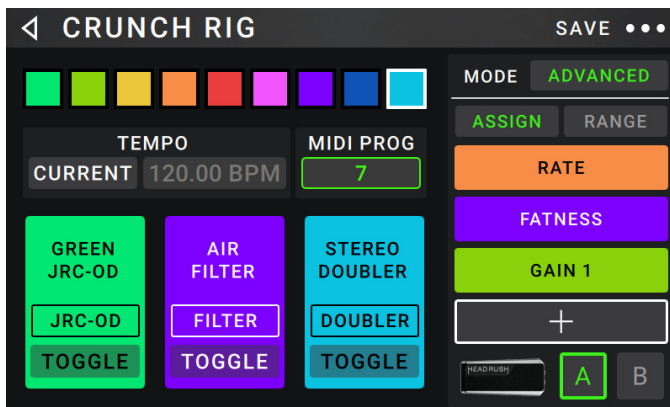 CRUNCH RIG
SAVE
MODE ADVANCED
ASSIGN RANGE
TEMPO
CURRENT 120.00 BPM
MIDI PROG
7
RATE
FATNESS
GAIN 1
GREEN
JRC-OD
JRC-OD
TOGGLE
AIR
FILTER
FILTER
TOGGLE
STEREO
DOUBLER
DOUBLER
TOGGLE
HEADRUSH
A
B